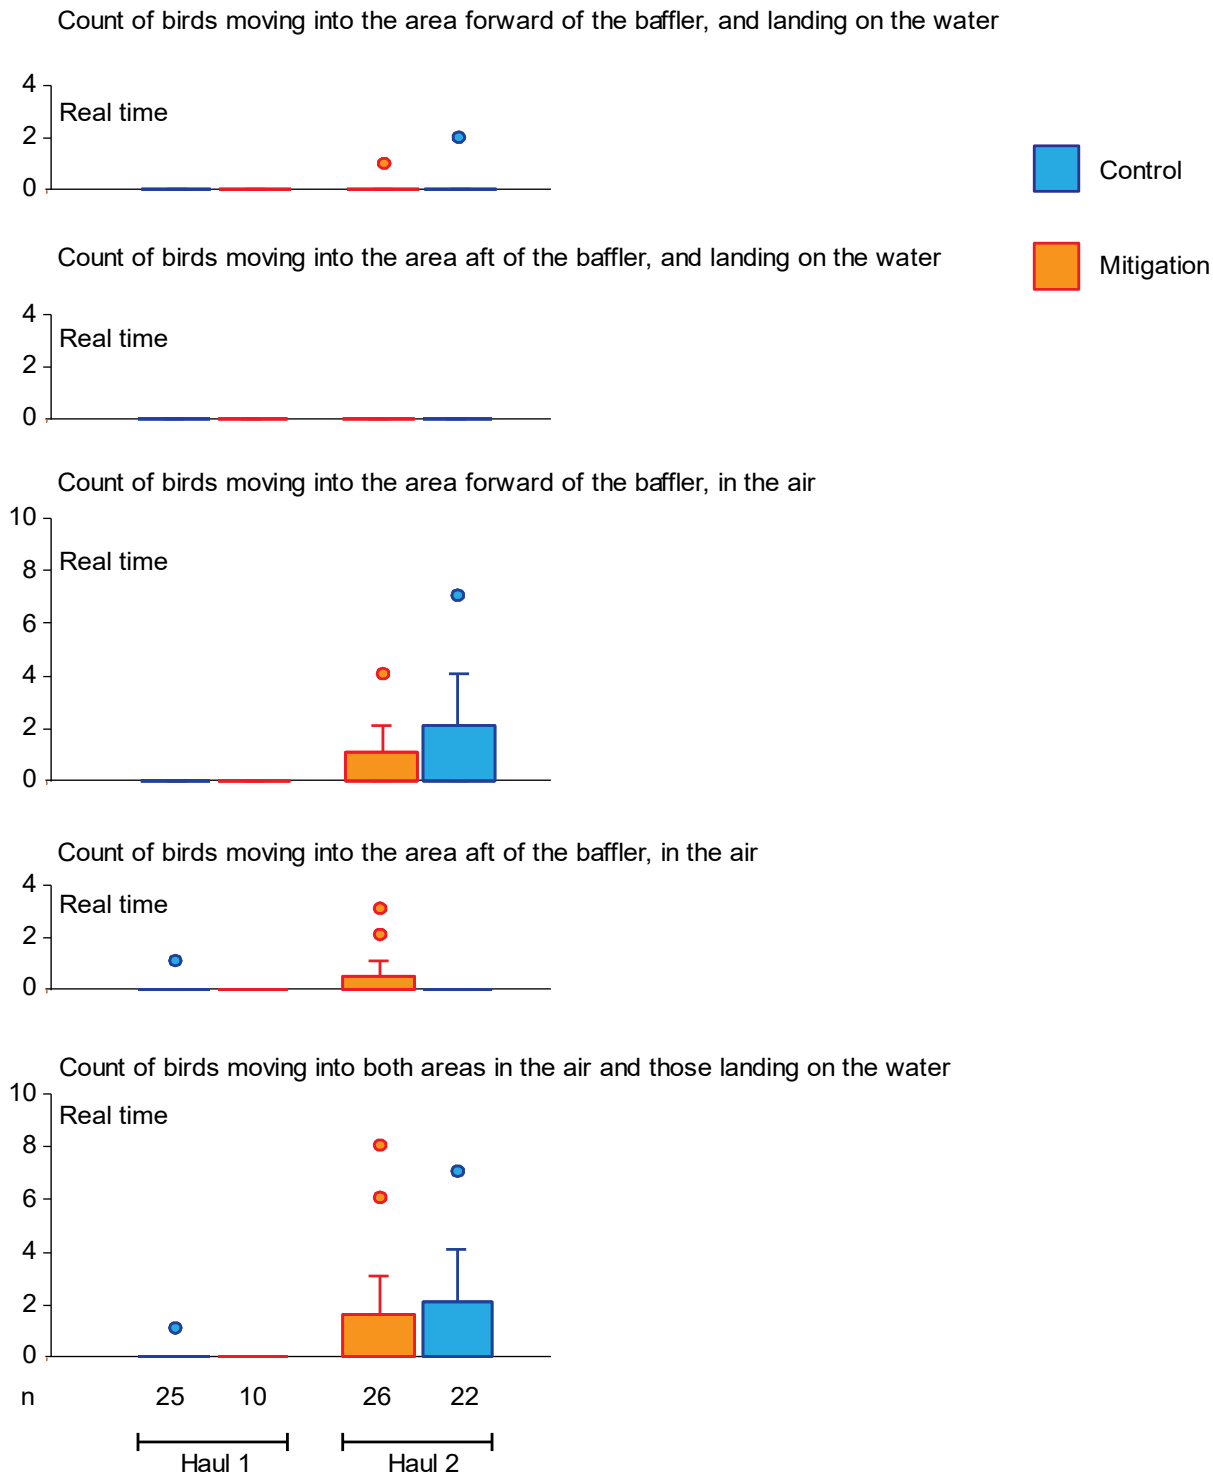 Count of birds moving into the area forward of the baffler, and landing on the water
4
Real time
2
0
Control
Mitigation
Count of birds moving into the area aft of the baffler, and landing on the water
4
Real time
2
0
Count of birds moving into the area forward of the baffler, in the air
10
Real time
8
6
4
2
0
Count of birds moving into the area aft of the baffler, in the air
4
Real time
2
0
Count of birds moving into both areas in the air and those landing on the water
10
Real time
8
6
4
2
0
n 25 10 26 22
Haul 1 Haul 2